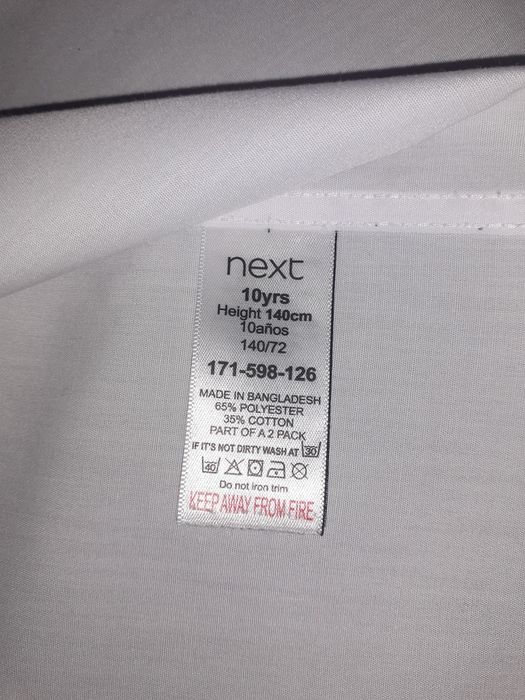 next
10yrs
Height 140cm
10años
140/72
171-598-126
MADE IN BANGLADESH
65% POLYESTER
35% COTTON
PART OF A 2 PACK
IF IT'S NOT DIRTY WASH AT 30
40
Do not iron trim
KEEP AWAY FROM FIRE